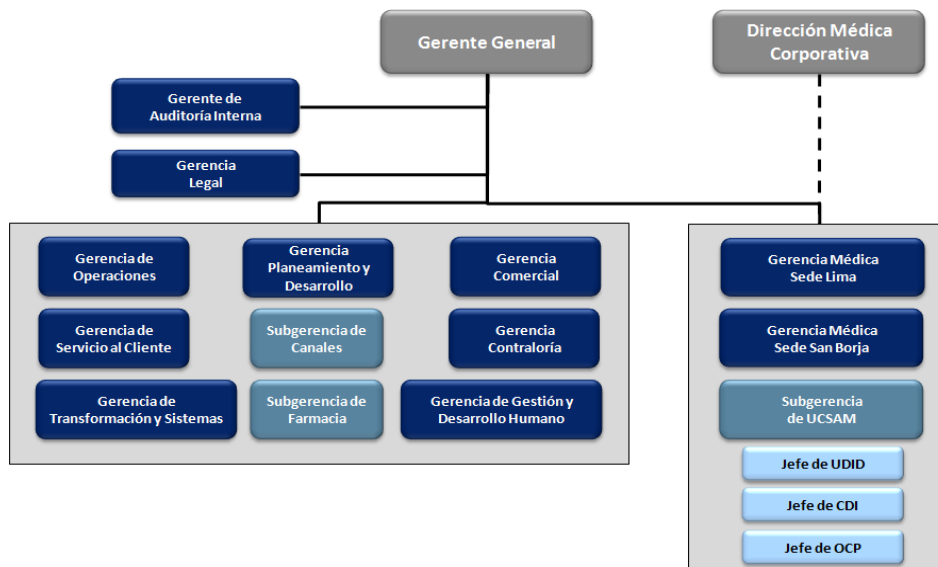 Gerente General
Dirección Médica
Corporativa
Gerente de
Auditoría Interna
Gerencia
Legal
Gerencia de
Operaciones
Gerencia
Planeamiento y
Desarrollo
Gerencia
Comercial
Gerencia de
Servicio al Cliente
Subgerencia de
Canales
Gerencia
Contraloría
Gerencia de
Transformación y Sistemas
Subgerencia de
Farmacia
Gerencia de Gestión y
Desarrollo Humano
Gerencia Médica
Sede Lima
Gerencia Médica
Sede San Borja
Subgerencia
de UCSAM
Jefe de UDID
Jefe de CDI
Jefe de OCP